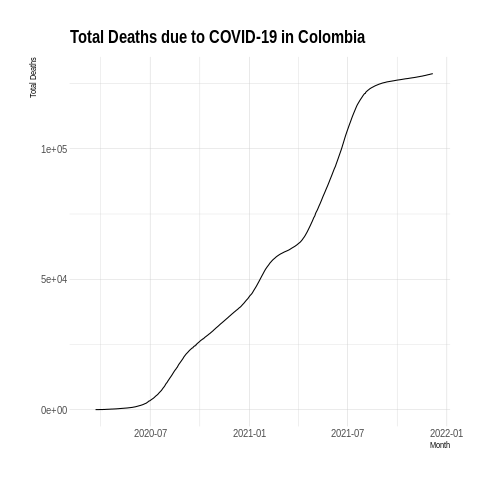 Total Deaths due to COVID-19 in Colombia
Total Deaths
1e+05
5e+04
0e+00
2020-07 2021-01 2021-07 2022-01
Month